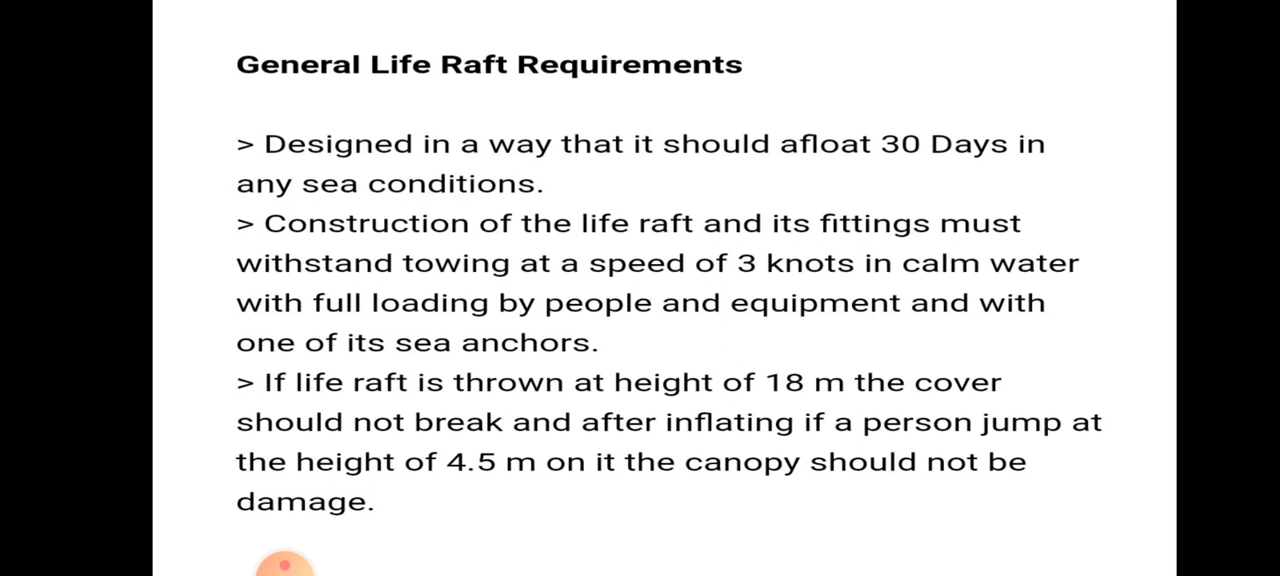 General Life Raft Requirements
> Designed in a way that it should afloat 30 Days in
any sea conditions.
> Construction of the life raft and its fittings must
withstand towing at a speed of 3 knots in calm water
with full loading by people and equipment and with
one of its sea anchors.
> If life raft is thrown at height of 18 m the cover
should not break and after inflating if a person jump at
the height of 4.5 m on it the canopy should not be
damage.